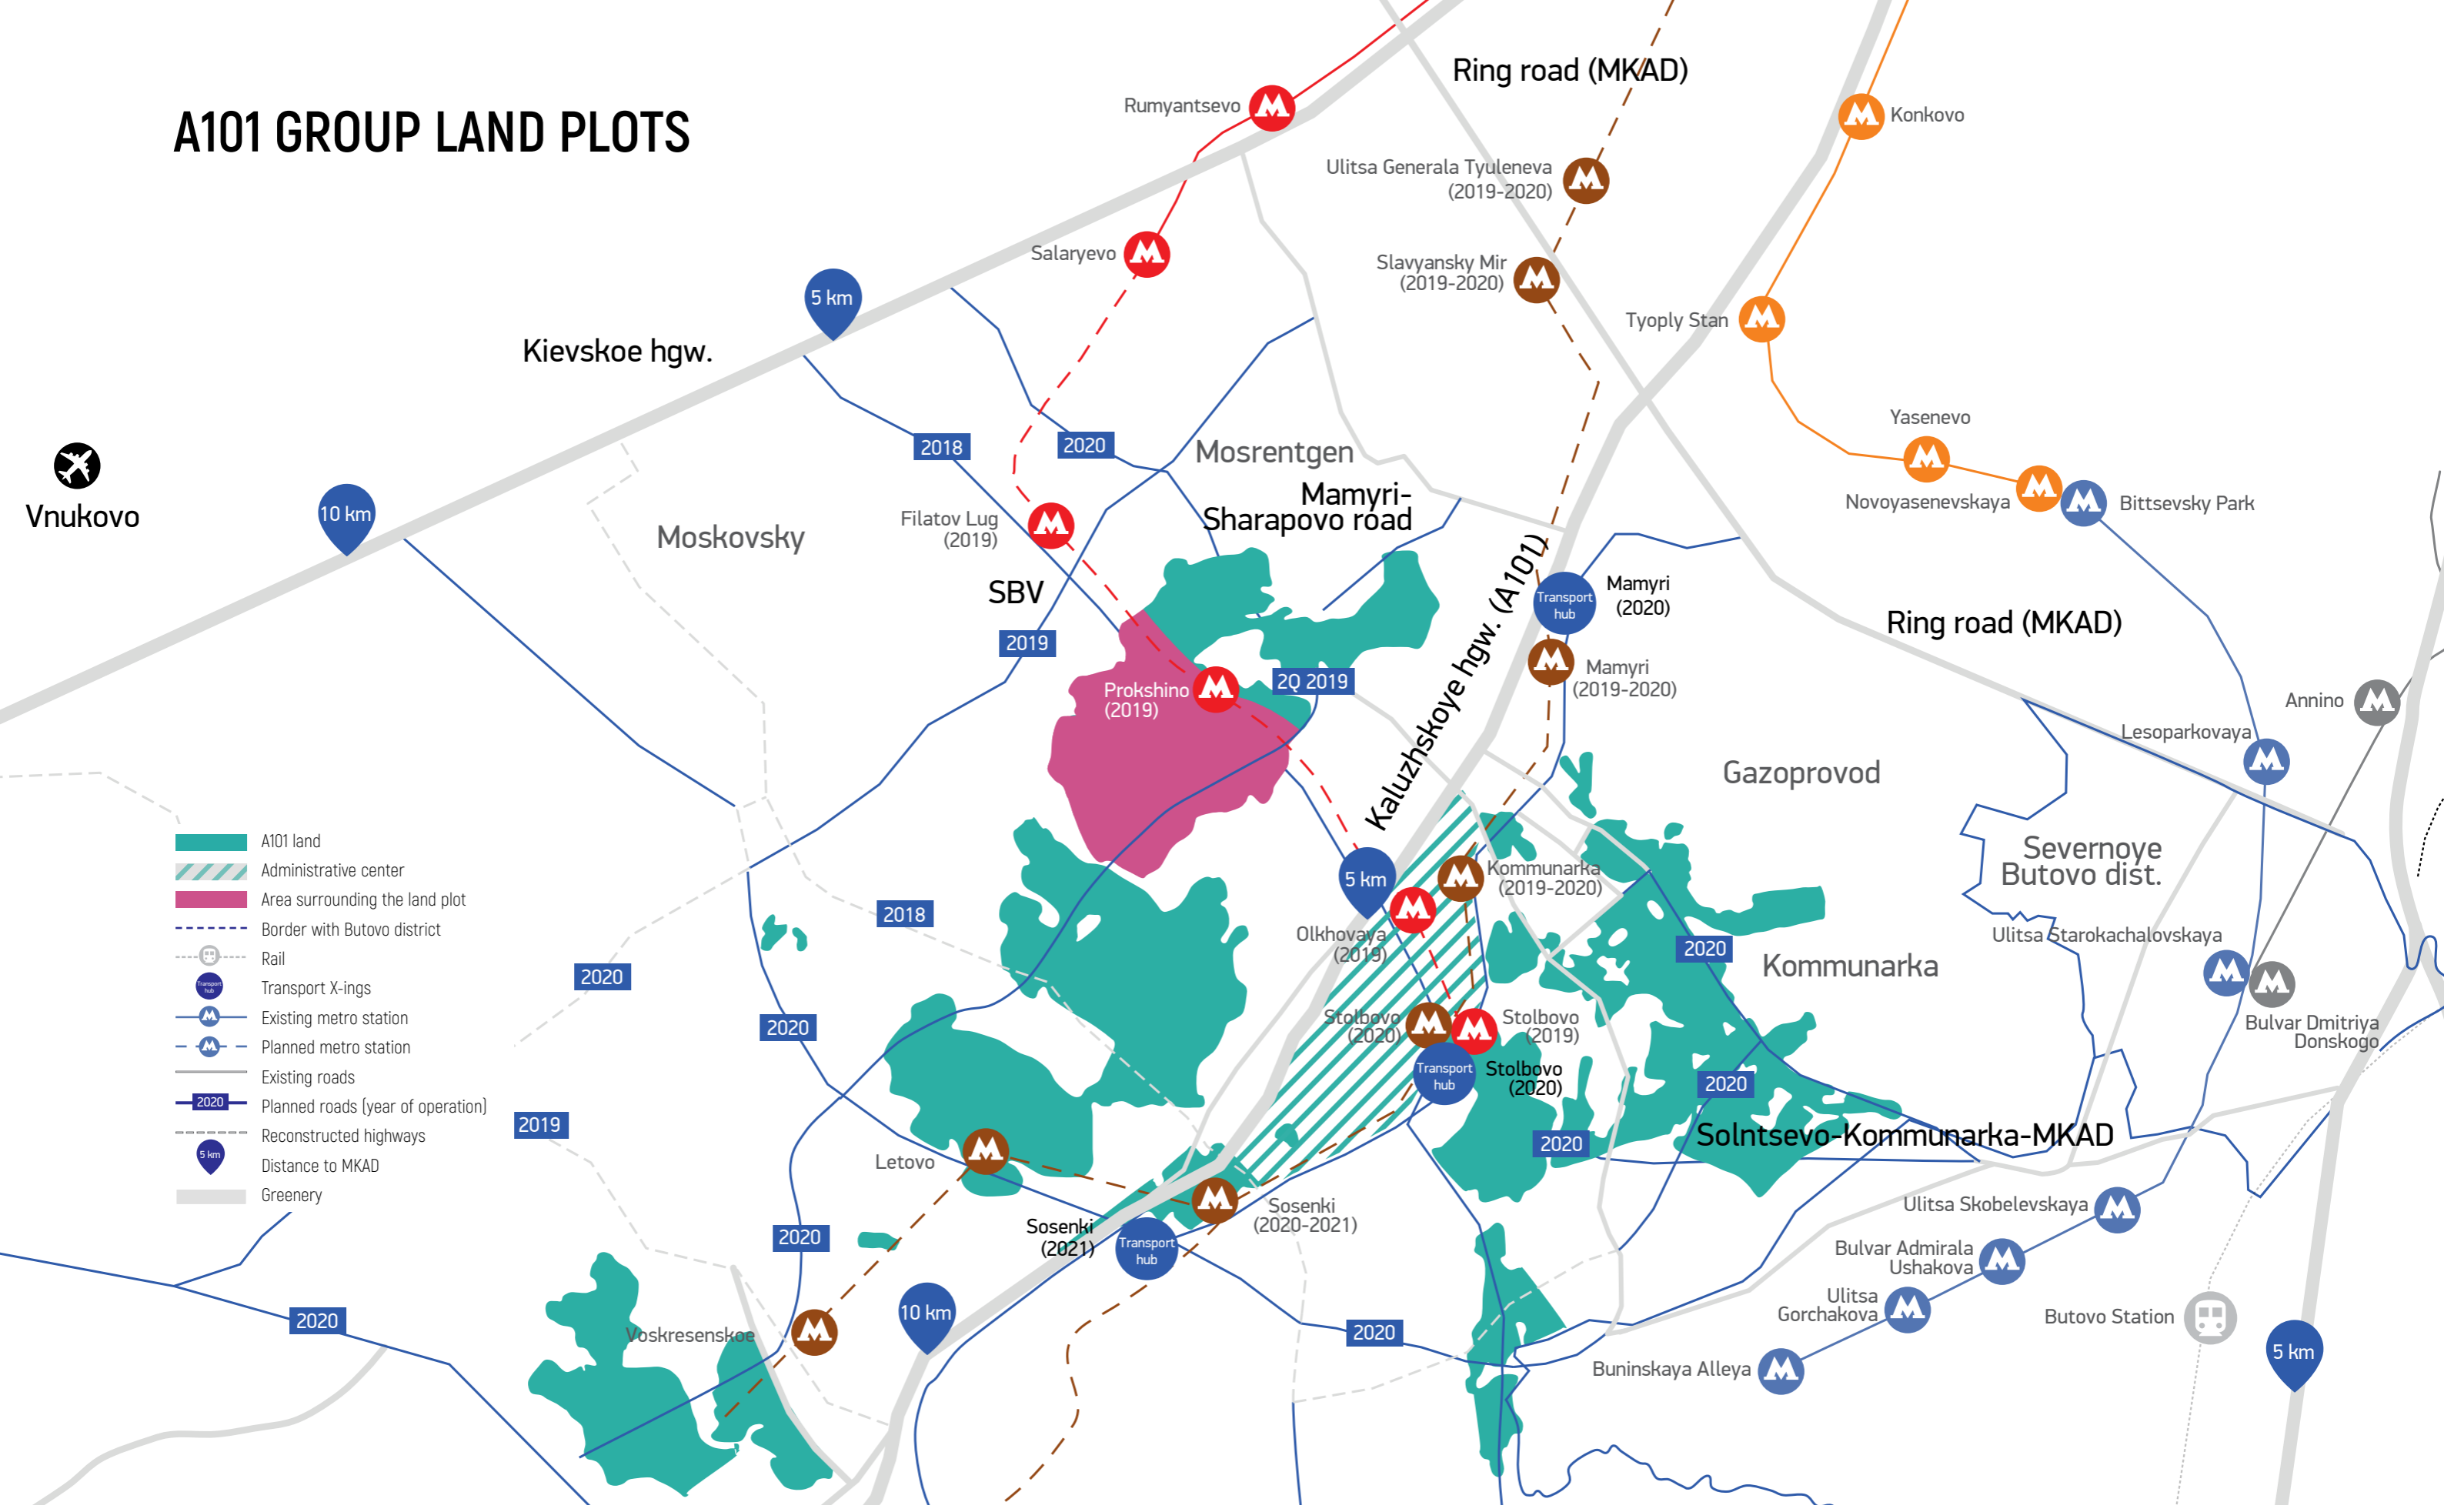 A101 GROUP LAND PLOTS
Ring road (MKAD)
Rumyantsevo
Konkovo
Ulitsa Generala Tyuleneva
(2019-2020)
Salaryevo
Slavyansky Mir
(2019-2020)
5 km
Tyoply Stan
Kievskoe hgw.
Yasenevo
2018
2020
Mosrentgen
Vnukovo
10 km
Moskovsky
Filatov Lug
(2019)
Mamyri-
Sharapovo road
Novoyasenevskaya
Bittsevsky Park
SBV
2019
Kaluzhskoye hgw. (A101)
Transport
hub
Mamyri
(2020)
Ring road (MKAD)
Prokshino
(2019)
2Q 2019
Mamyri
(2019-2020)
Annino
Lesoparkovaya
Gazoprovod
Severnoye
Butovo dist.
5 km
Kommunarka
(2019-2020)
Olkhovaya
(2019)
2018
2020
Kommunarka
Ulitsa Starokachalovskaya
2020
2020
Stolbovo
(2020)
Stolbovo
(2019)
Bulvar Dmitriya
Donskogo
Transport
hub
Stolbovo
(2020)
2020
2019
2020
Solntsevo-Kommunarka-MKAD
Letovo
Sosenki
(2020-2021)
Ulitsa Skobelevskaya
Sosenki
(2021)
Transport
hub
2020
Bulvar Admirala
Ushakova
Ulitsa
Gorchakova
Butovo Station
10 km
2020
Voskresenskoe
2020
5 km
Buninskaya Alleya
A101 land
Administrative center
Area surrounding the land plot
Border with Butovo district
Rail
Transport
hub
Transport X-ings
Existing metro station
Planned metro station
Existing roads
2020
Planned roads (year of operation)
Reconstructed highways
5 km
Distance to MKAD
Greenery